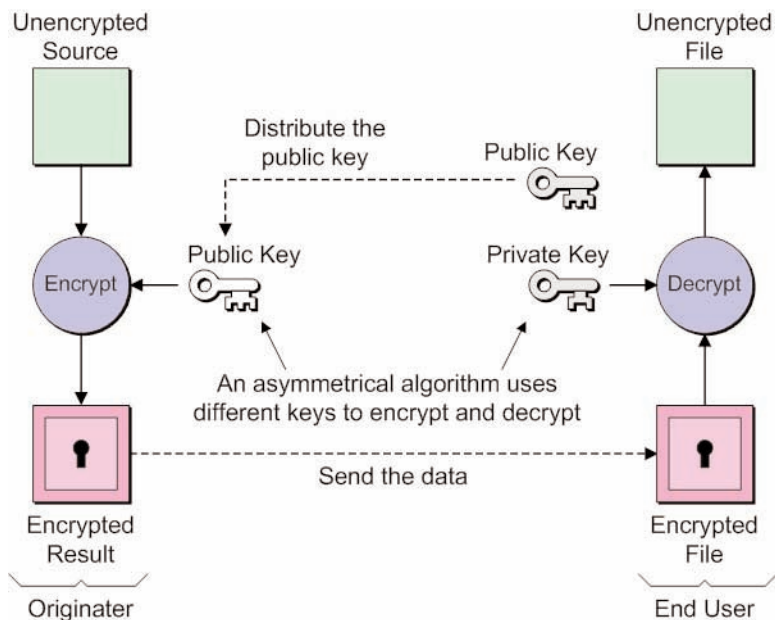 Unencrypted
Source
Unencrypted
File
Distribute the
public key
Public Key
Public Key
Private Key
Encrypt
Decrypt
An asymmetrical algorithm uses
different keys to encrypt and decrypt
Send the data
Encrypted
Result
Encrypted
File
Originater
End User